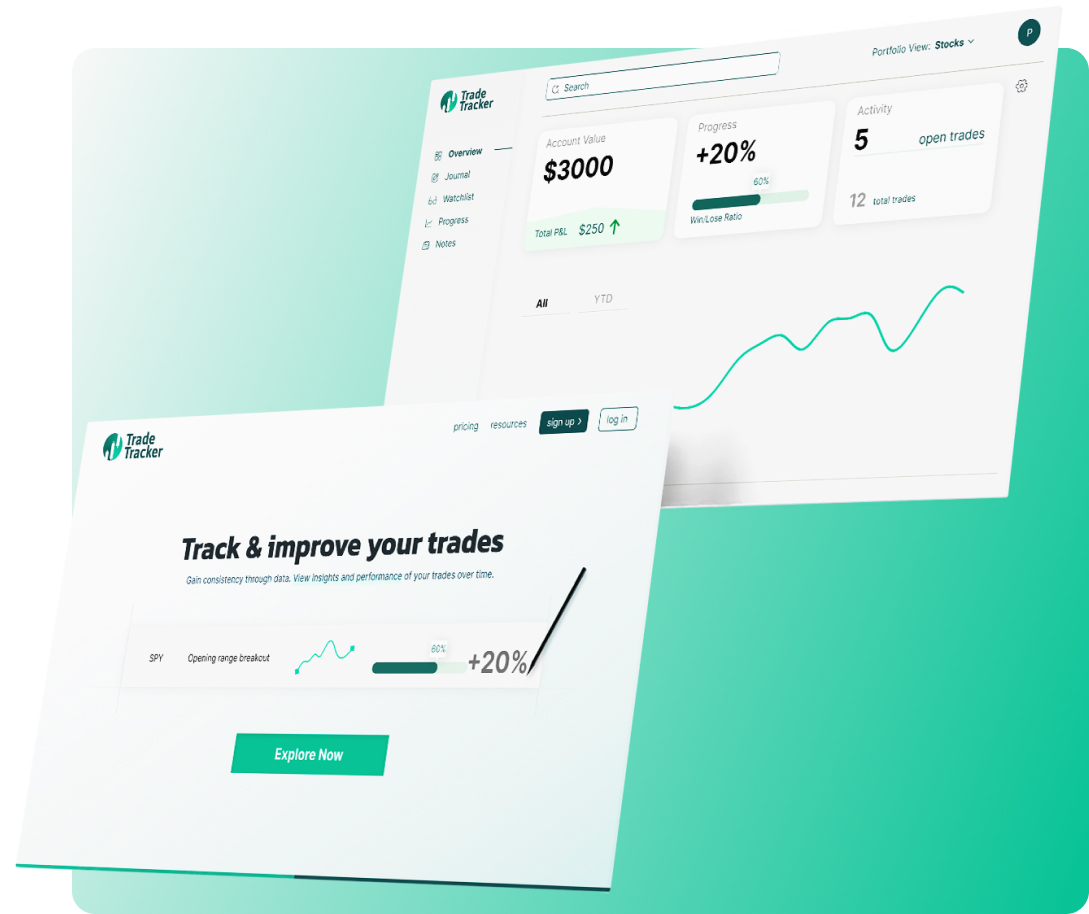 Trade
Tracker
Search
Portfolio View: Stocks
P
Overview
Journal
Watchlist
Progress
Notes
Account Value
$3000
Total P&L $250
Progress
+20%
60%
Win/Lose Ratio
Activity
5 open trades
12 total trades
All YTD
Trade
Tracker
pricing resources sign up log in
Track & improve your trades
Gain consistency through data. View insights and performance of your trades over time.
SPY Opening range breakout 60% +20%
Explore Now